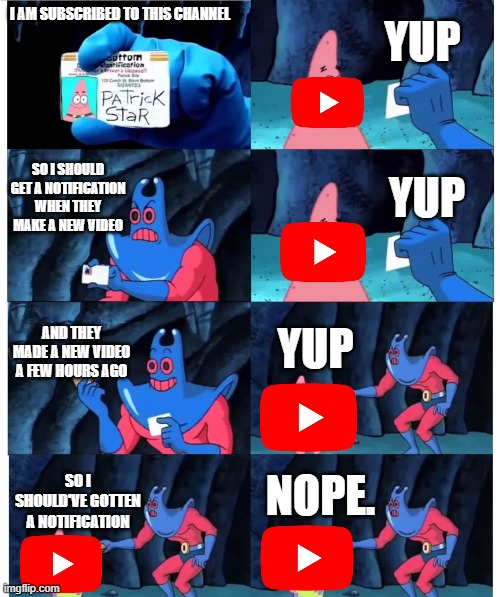 I AM SUBSCRIBED TO THIS CHANNEL
YUP
PATRICK
STAR
SO I SHOULD
GET A NOTIFICATION
WHEN THEY
MAKE A NEW VIDEO
YUP
AND THEY
MADE A NEW VIDEO
A FEW HOURS AGO
YUP
SO I
SHOULD'VE GOTTEN
A NOTIFICATION
NOPE.
imgflip.com